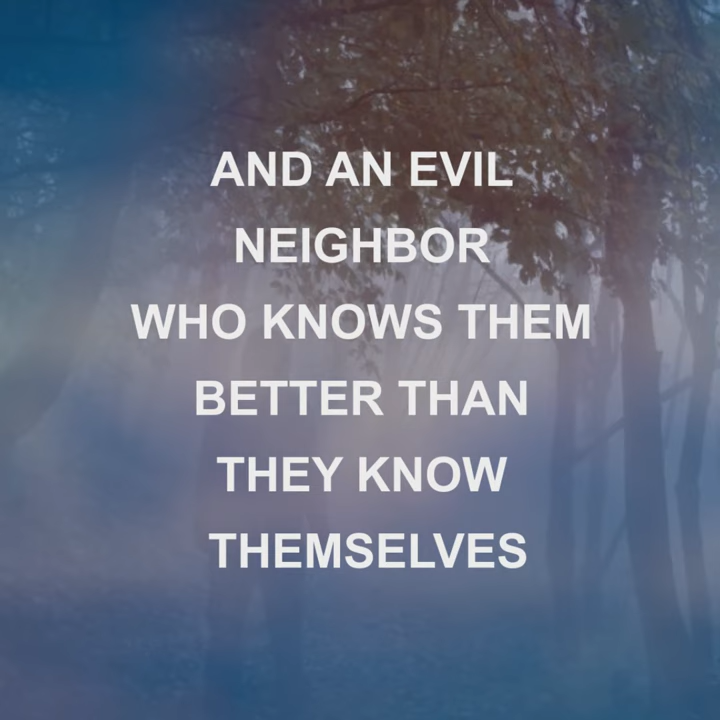 AND AN EVIL
NEIGHBOR
WHO KNOWS THEM
BETTER THAN
THEY KNOW
THEMSELVES